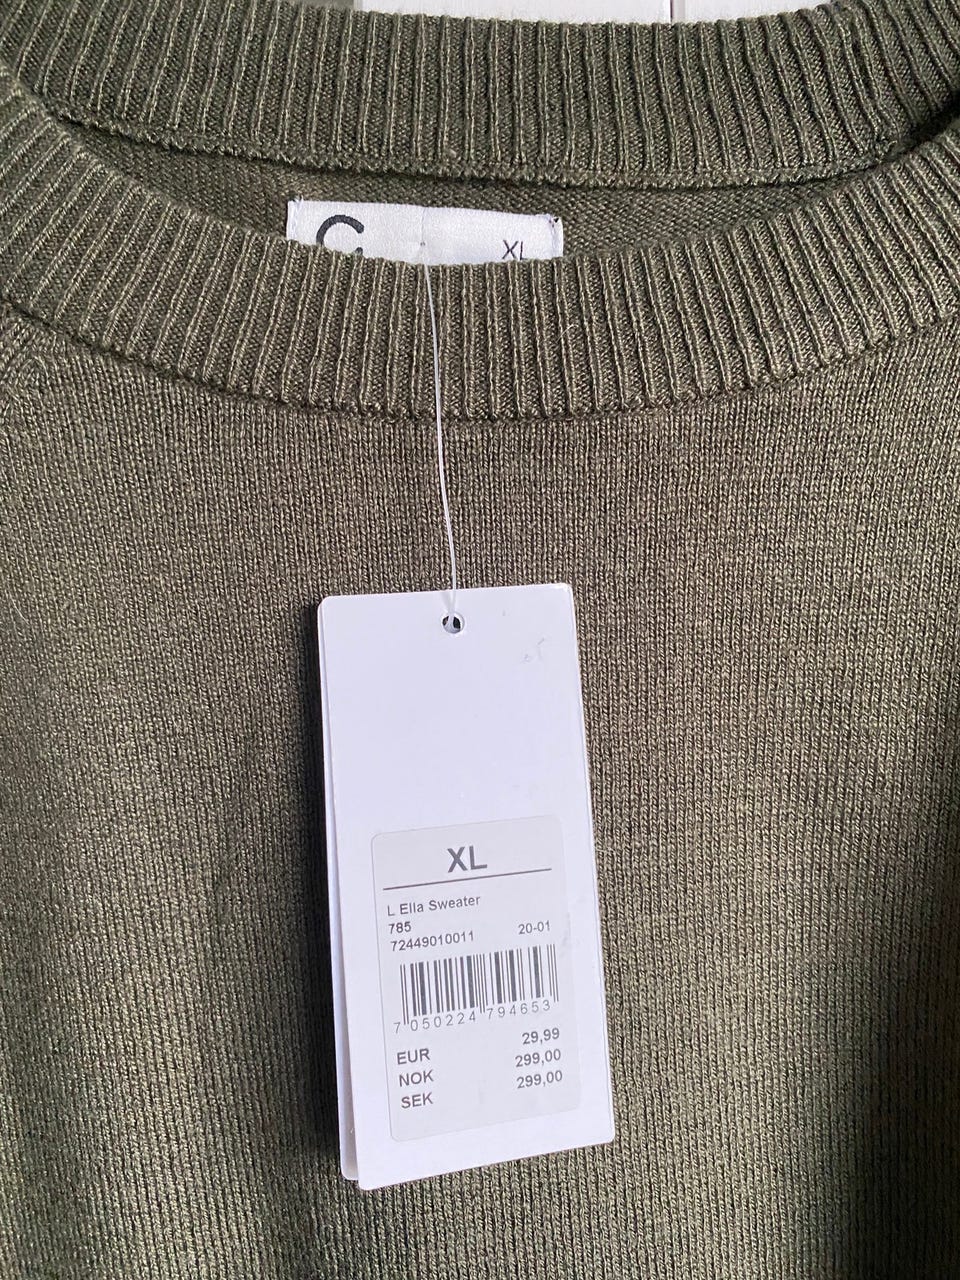 XL
XL
L Ella Sweater
785
72449010011 20-01
7 050224 794653
EUR 29,99
NOK 299,00
SEK 299,00